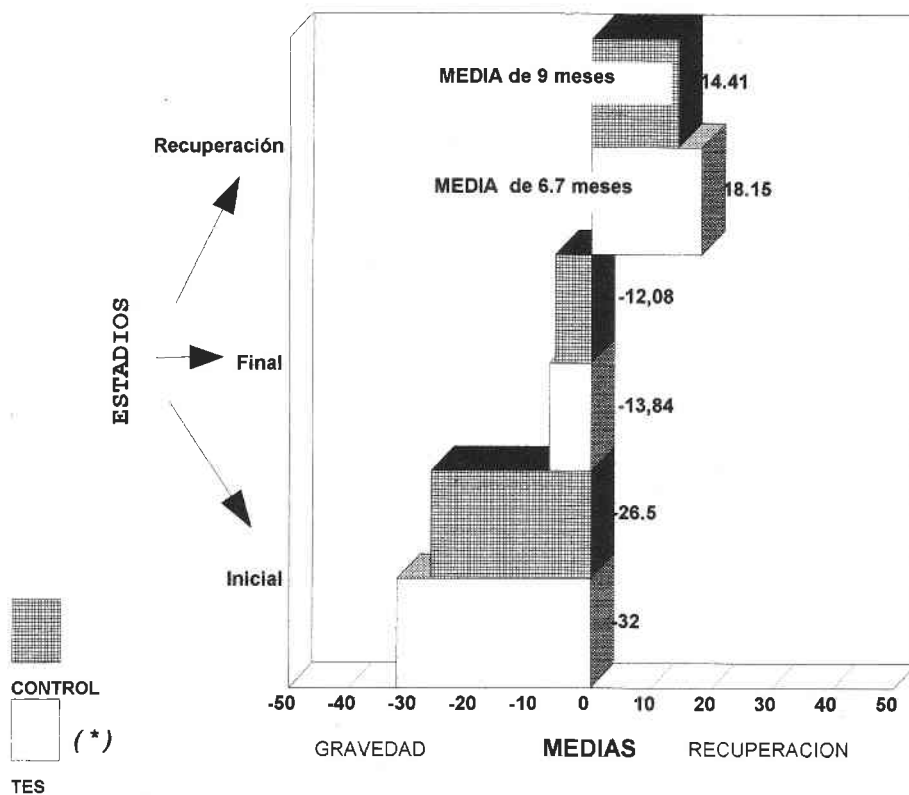 MEDIA de 9 meses
14.41
Recuperación
MEDIA de 6.7 meses
18.15
-12,08
ESTADIOS
Final
-13,84
-26.5
Inicial
-32
CONTROL
(*)
TES
-50 -40 -30 -20 -10 0 10 20 30 40 50
GRAVEDAD MEDIAS RECUPERACION